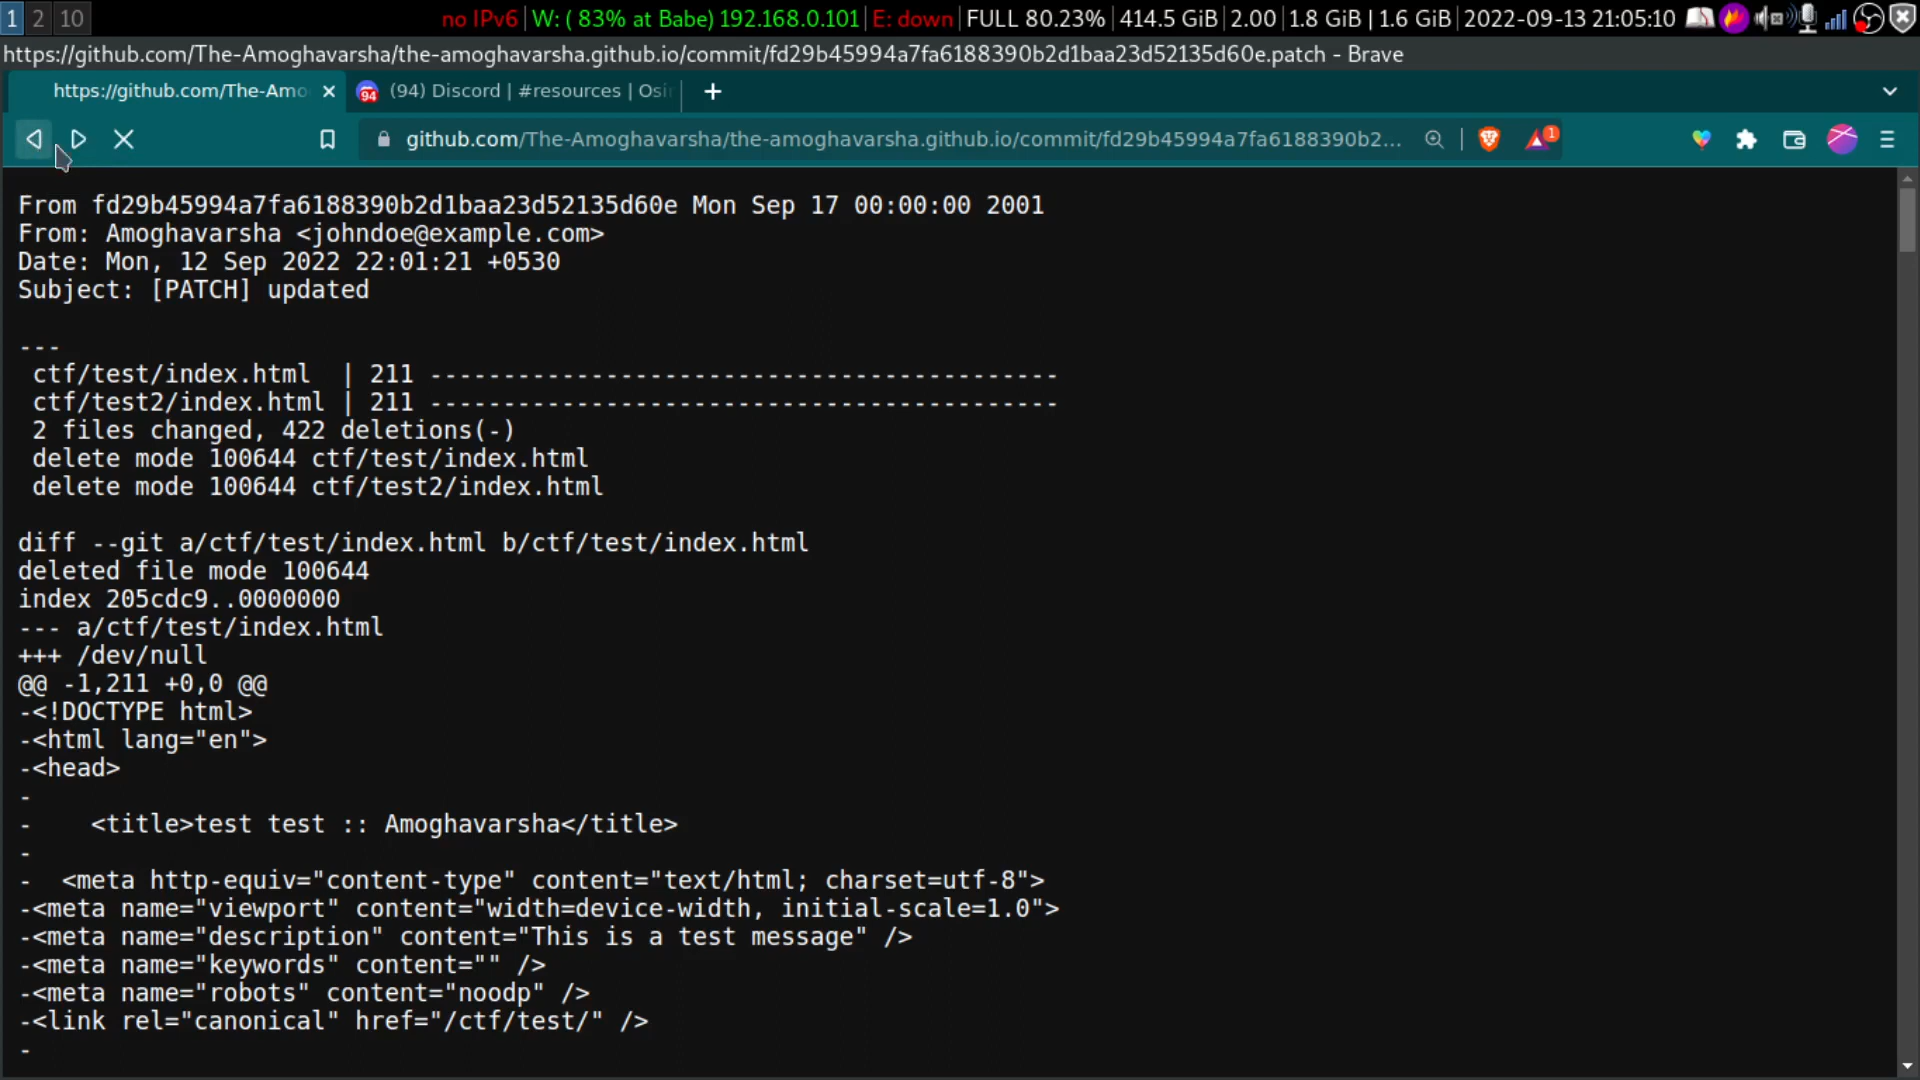 1 2 10 no IPv6 | W: ( 83% at Babe) 192.168.0.101 | E: down | FULL 80.23% | 414.5 GiB | 2.00 | 1.8 GiB | 1.6 GiB | 2022-09-13 21:05:10
https://github.com/The-Amoghavarsha/the-amoghavarsha.github.io/commit/fd29b45994a7fa6188390b2d1baa23d52135d60e.patch - Brave
https://github.com/The-Amo 94 (94) Discord | #resources | Osi
github.com/The-Amoghavarsha/the-amoghavarsha.github.io/commit/fd29b45994a7fa6188390b2... 1
From fd29b45994a7fa6188390b2d1baa23d52135d60e Mon Sep 17 00:00:00 2001
From: Amoghavarsha <johndoe@example.com>
Date: Mon, 12 Sep 2022 22:01:21 +0530
Subject: [PATCH] updated
---
ctf/test/index.html | 211 -------------------------------------------
ctf/test2/index.html | 211 -------------------------------------------
2 files changed, 422 deletions(-)
delete mode 100644 ctf/test/index.html
delete mode 100644 ctf/test2/index.html
diff --git a/ctf/test/index.html b/ctf/test/index.html
deleted file mode 100644
index 205cdc9..0000000
--- a/ctf/test/index.html
+++ /dev/null
@@ -1,211 +0,0 @@
-<!DOCTYPE html>
-<html lang="en">
-<head>
-
-    <title>test test :: Amoghavarsha</title>
-
-  <meta http-equiv="content-type" content="text/html; charset=utf-8">
-<meta name="viewport" content="width=device-width, initial-scale=1.0">
-<meta name="description" content="This is a test message" />
-<meta name="keywords" content="" />
-<meta name="robots" content="noodp" />
-<link rel="canonical" href="/ctf/test/" />
-